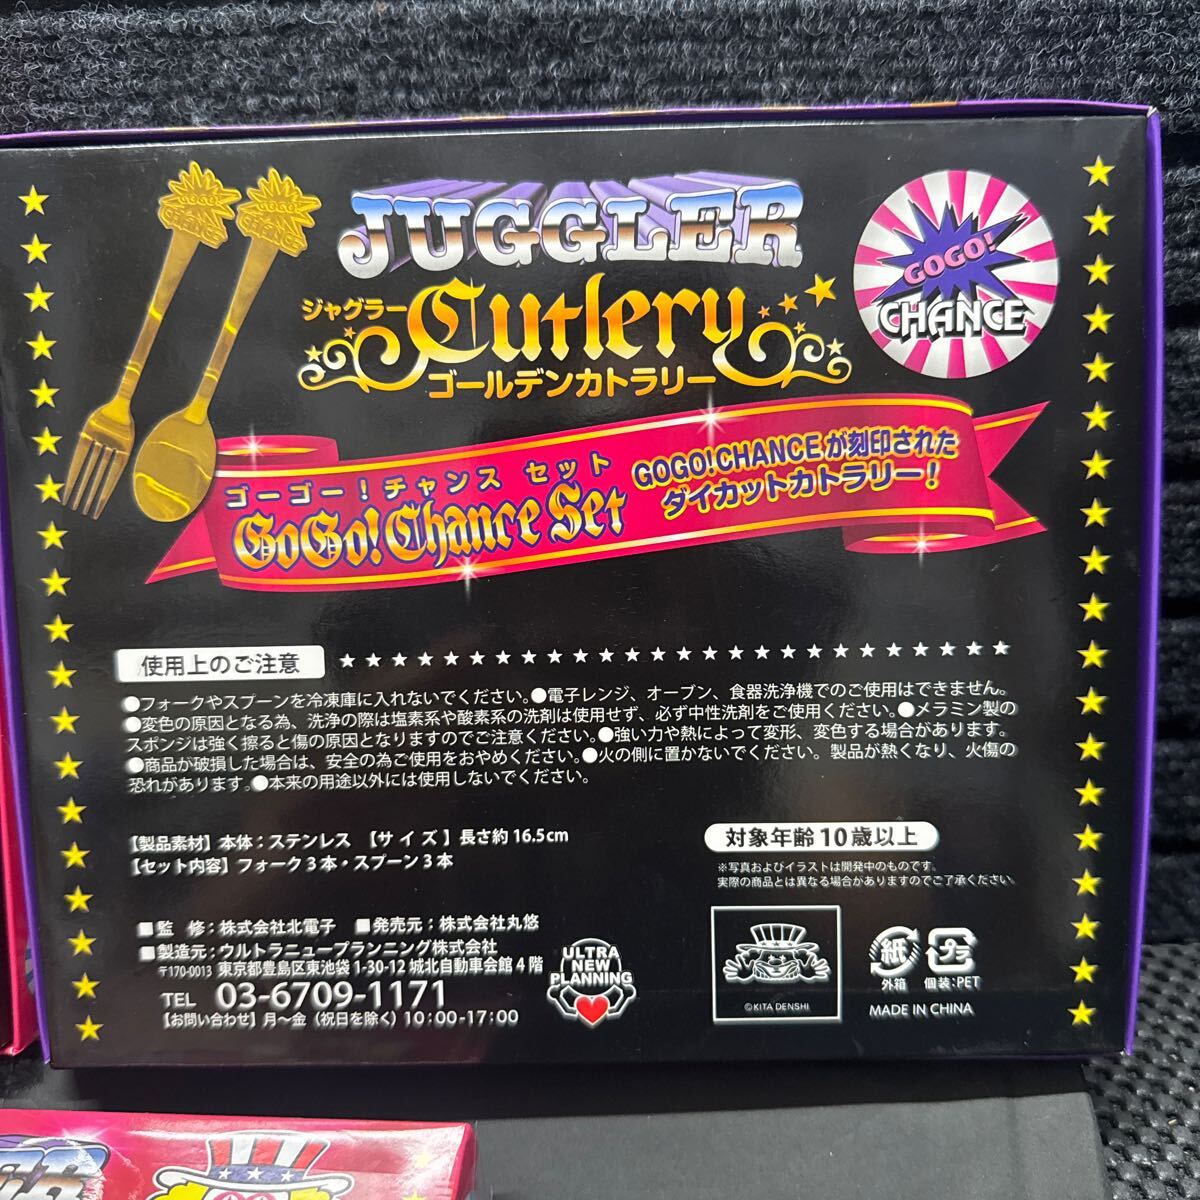 JUGGLER
ジャグラー
Cutlery
ゴールデンカトラリー
GOGO!
CHANCE
GOGO!
CHANCE
GOGO!
CHANCE
ゴーゴー!チャンス セット
GoGo! Chance Set
GOGO!CHANCEが刻印された
ダイカットカトラリー!
使用上のご注意
●フォークやスプーンを冷凍庫に入れないでください。●電子レンジ、オーブン、食器洗浄機でのご使用はできません。
●変色の原因となる為、洗浄の際は塩素系や酸素系の洗剤は使用せず、必ず中性洗剤をご使用ください。●メラミン製の
スポンジは強く擦ると傷の原因となりますのでご注意ください。●強い力や熱によって変形、変色する場合があります。
●商品が破損した場合は、安全の為ご使用をおやめください。●火の側に置かないでください。製品が熱くなり、火傷の
恐れがあります。●本来の用途以外には使用しないでください。
【製品素材】本体:ステンレス 【サイズ】長さ約16.5cm
【セット内容】フォーク3本・スプーン3本
対象年齢10歳以上
※写真およびイラストは開発中のものです。
実際の商品とは異なる場合がありますのでご了承ください。
■監 修:株式会社北電子 ■発売元:株式会社丸悠
■製造元:ウルトラニュープランニング株式会社
〒170-0013 東京都豊島区東池袋1-30-12 城北自動車会館4階
TEL 03-6709-1171
【お問い合わせ】月～金(祝日を除く)10:00-17:00
ULTRA
NEW
PLANNING
©KITA DENSHI
紙
外箱
プラ
個装:PET
MADE IN CHINA